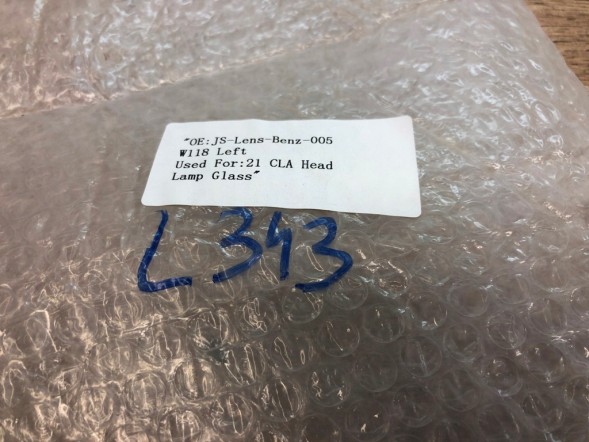 "OE:JS-Lens-Benz-005
W118 Left
Used For:21 CLA Head
Lamp Glass"
L343